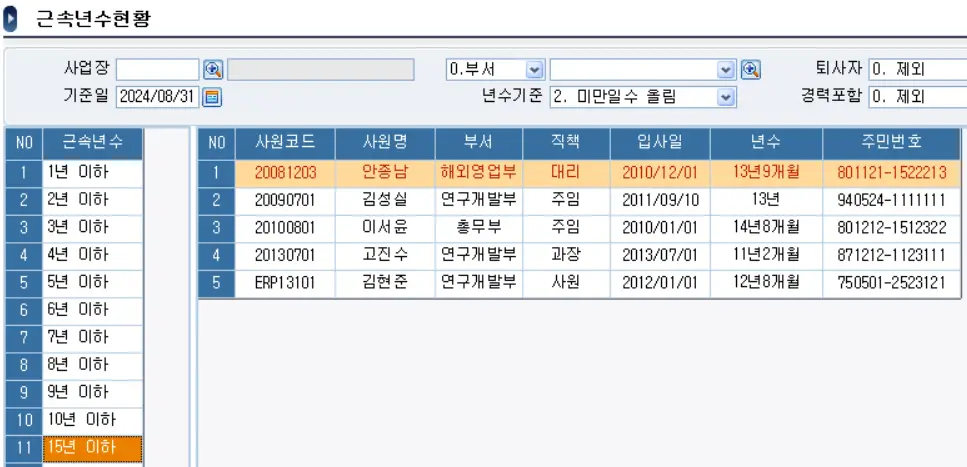 근속년수현황
사업장 0.부서 퇴사자 0. 제외
기준일 2024/08/31 년수기준 2. 미만일수 올림 경력포함 0. 제외
NO 근속년수
1 1년 이하
2 2년 이하
3 3년 이하
4 4년 이하
5 5년 이하
6 6년 이하
7 7년 이하
8 8년 이하
9 9년 이하
10 10년 이하
11 15년 이하
NO 사원코드 사원명 부서 직책 입사일 년수 주민번호
1 20081203 안종남 해외영업부 대리 2010/12/01 13년9개월 801121-1522213
2 20090701 김성실 연구개발부 주임 2011/09/10 13년 940524-1111111
3 20100801 이서윤 총무부 주임 2010/01/01 14년8개월 801212-1512322
4 20130701 고진수 연구개발부 과장 2013/07/01 11년2개월 871212-1123111
5 ERP13101 김현준 연구개발부 사원 2012/01/01 12년8개월 750501-2523121